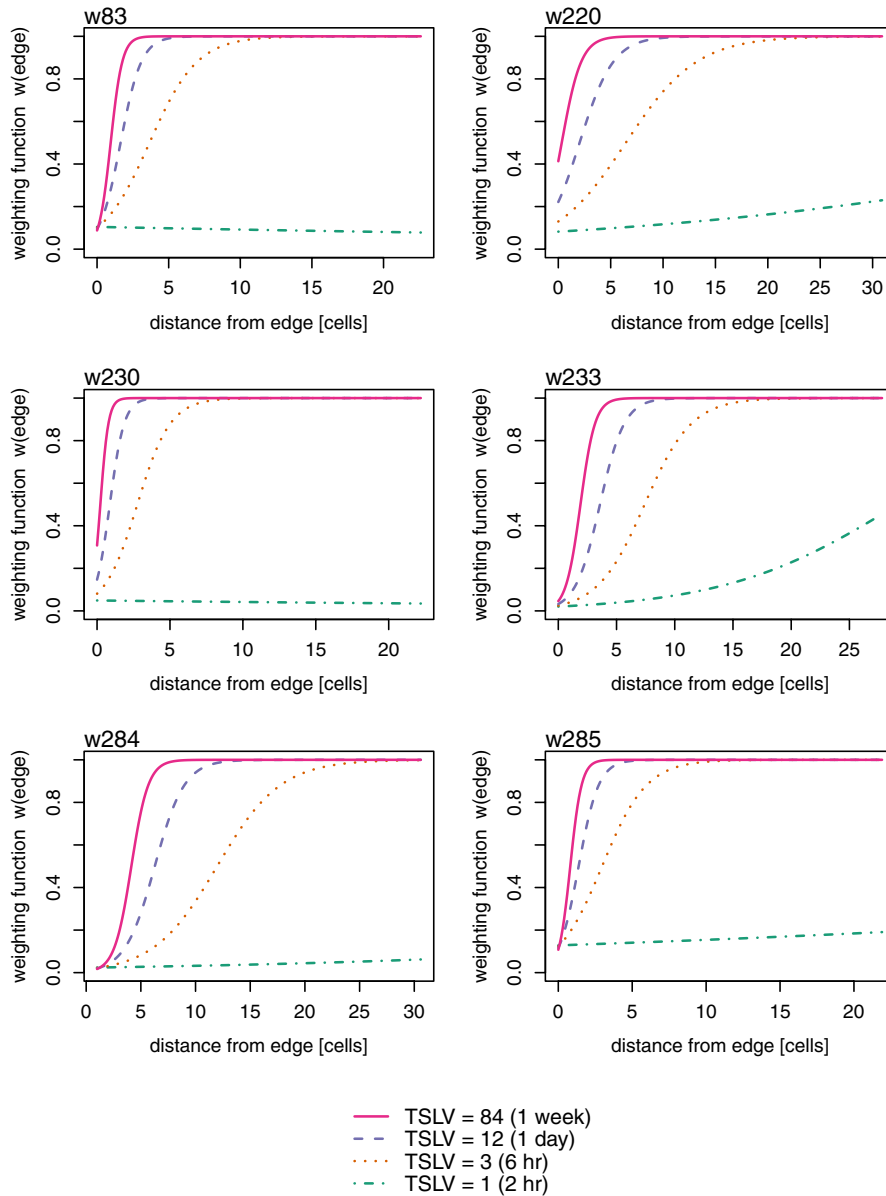 w83
weighting function w(edge)
0.0 0.4 0.8
0 5 10 15 20
distance from edge [cells]
w220
weighting function w(edge)
0.0 0.4 0.8
0 5 10 15 20 25 30
distance from edge [cells]
w230
weighting function w(edge)
0.0 0.4 0.8
0 5 10 15 20
distance from edge [cells]
w233
weighting function w(edge)
0.0 0.4 0.8
0 5 10 15 20 25
distance from edge [cells]
w284
weighting function w(edge)
0.0 0.4 0.8
0 5 10 15 20 25 30
distance from edge [cells]
w285
weighting function w(edge)
0.0 0.4 0.8
0 5 10 15 20
distance from edge [cells]
TSLV = 84 (1 week)
TSLV = 12 (1 day)
TSLV = 3 (6 hr)
TSLV = 1 (2 hr)